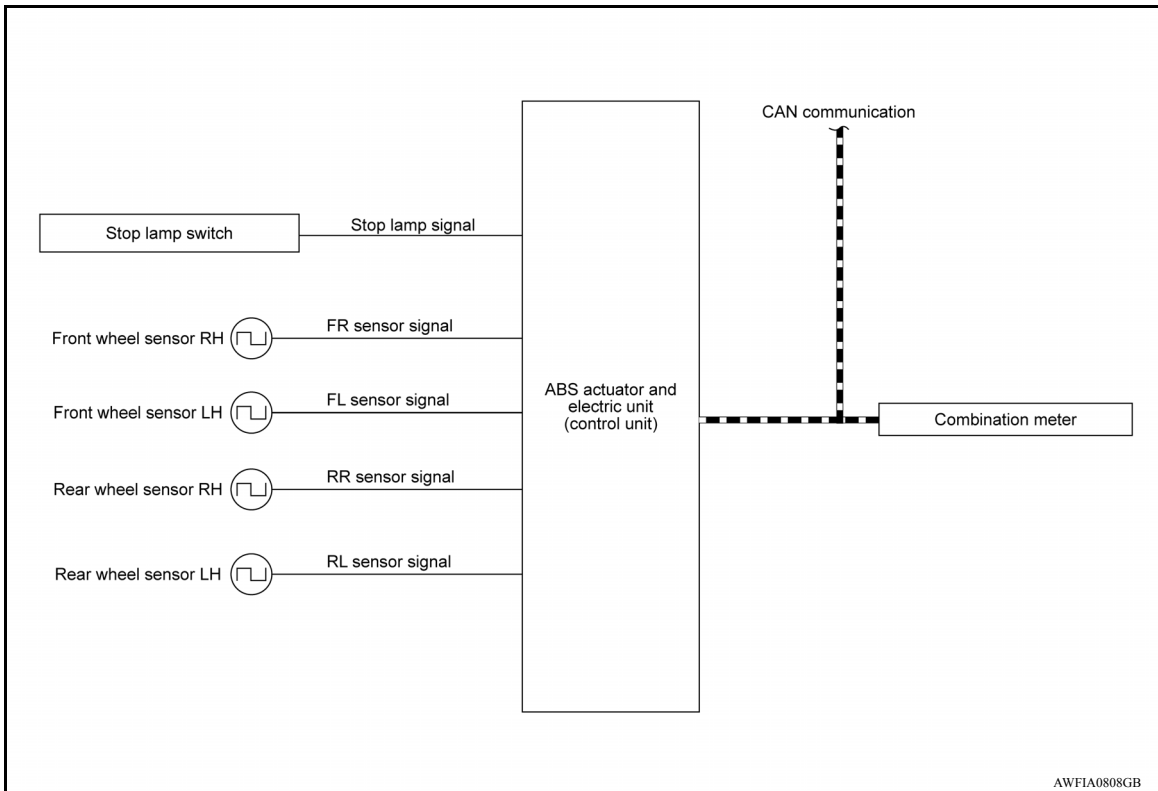 CAN communication
Stop lamp switch
Stop lamp signal
Front wheel sensor RH
FR sensor signal
Front wheel sensor LH
FL sensor signal
Rear wheel sensor RH
RR sensor signal
Rear wheel sensor LH
RL sensor signal
ABS actuator and
electric unit
(control unit)
Combination meter
AWFIA0808GB